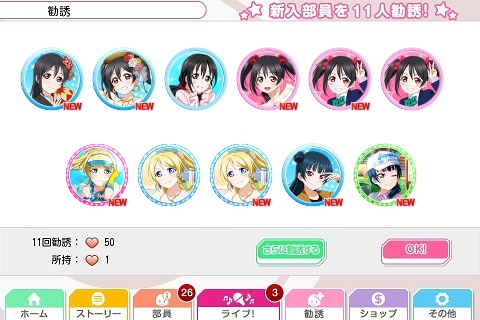 勧誘
新入部員を11人勧誘!
NEW
NEW
NEW
NEW
NEW
NEW
NEW
NEW
NEW
11回勧誘： 50
所持： 1
さらに勧誘する
OK!
26
3
ホーム
ストーリー
部員
ライブ!
勧誘
ショップ
その他